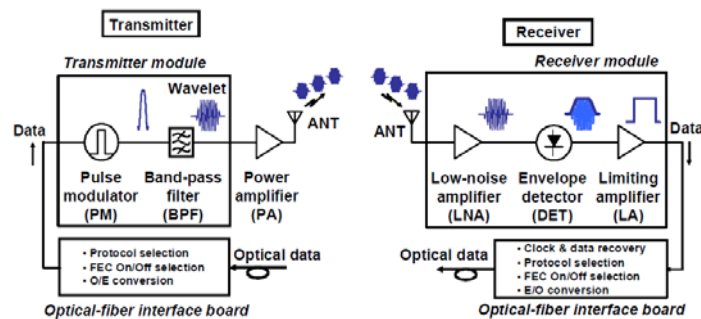 Transmitter
Transmitter module
Wavelet
Data
ANT
Pulse
modulator
(PM)
Band-pass
filter
(BPF)
Power
amplifier
(PA)
• Protocol selection
• FEC On/Off selection
• O/E conversion
Optical data
Optical-fiber interface board
Receiver
Receiver module
ANT
Data
Low-noise
amplifier
(LNA)
Envelope
detector
(DET)
Limiting
amplifier
(LA)
Optical data
• Clock & data recovery
• Protocol selection
• FEC On/Off selection
• E/O conversion
Optical-fiber interface board